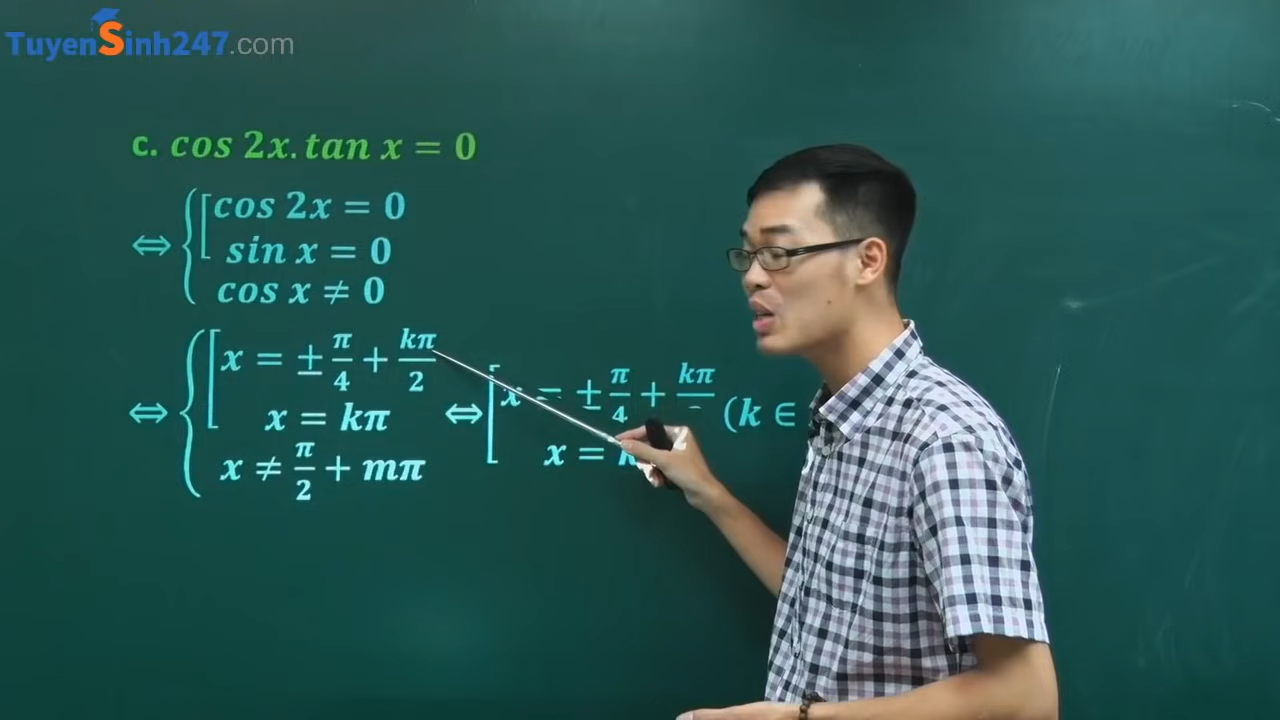 TuyenSinh247.com
c. cos 2x. tan x = 0
cos 2x = 0
⇔ sin x = 0
cos x ≠ 0
x = ± π/4 + kπ/2
⇔ x = kπ
x ≠ π/2 + mπ
⇔ x = ± π/4 + kπ (k ∈
x =